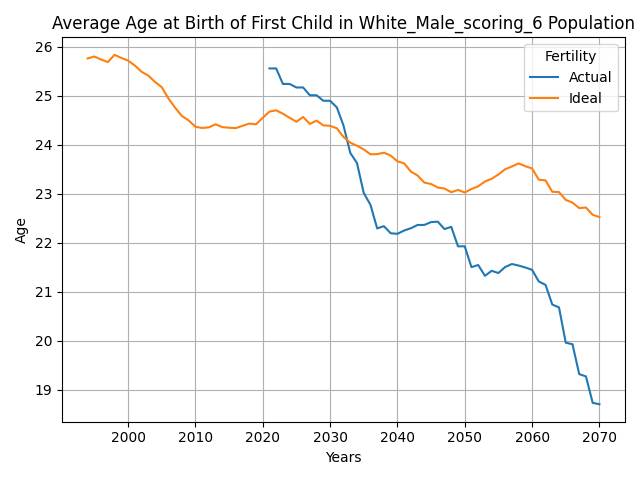 Average Age at Birth of First Child in White_Male_scoring_6 Population
Fertility
Actual
Ideal
Age
26
25
24
23
22
21
20
19
2000 2010 2020 2030 2040 2050 2060 2070
Years